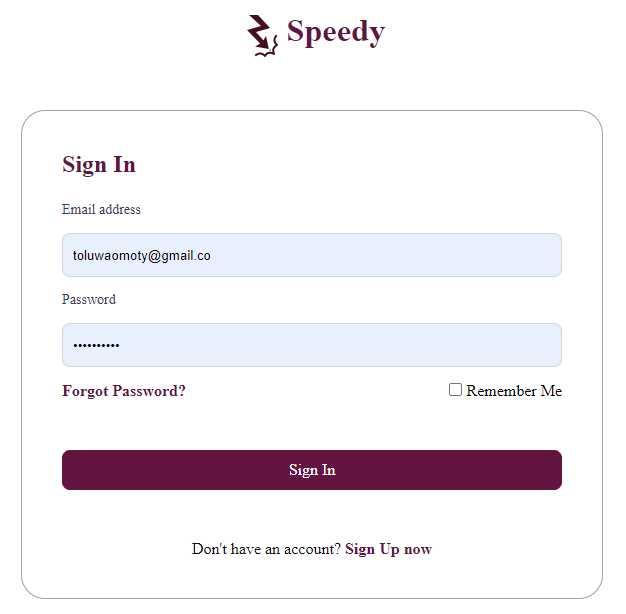 Speedy
Sign In
Email address
toluwaomoty@gmail.co
Password
••••••••••
Forgot Password? Remember Me
Sign In
Don't have an account? Sign Up now